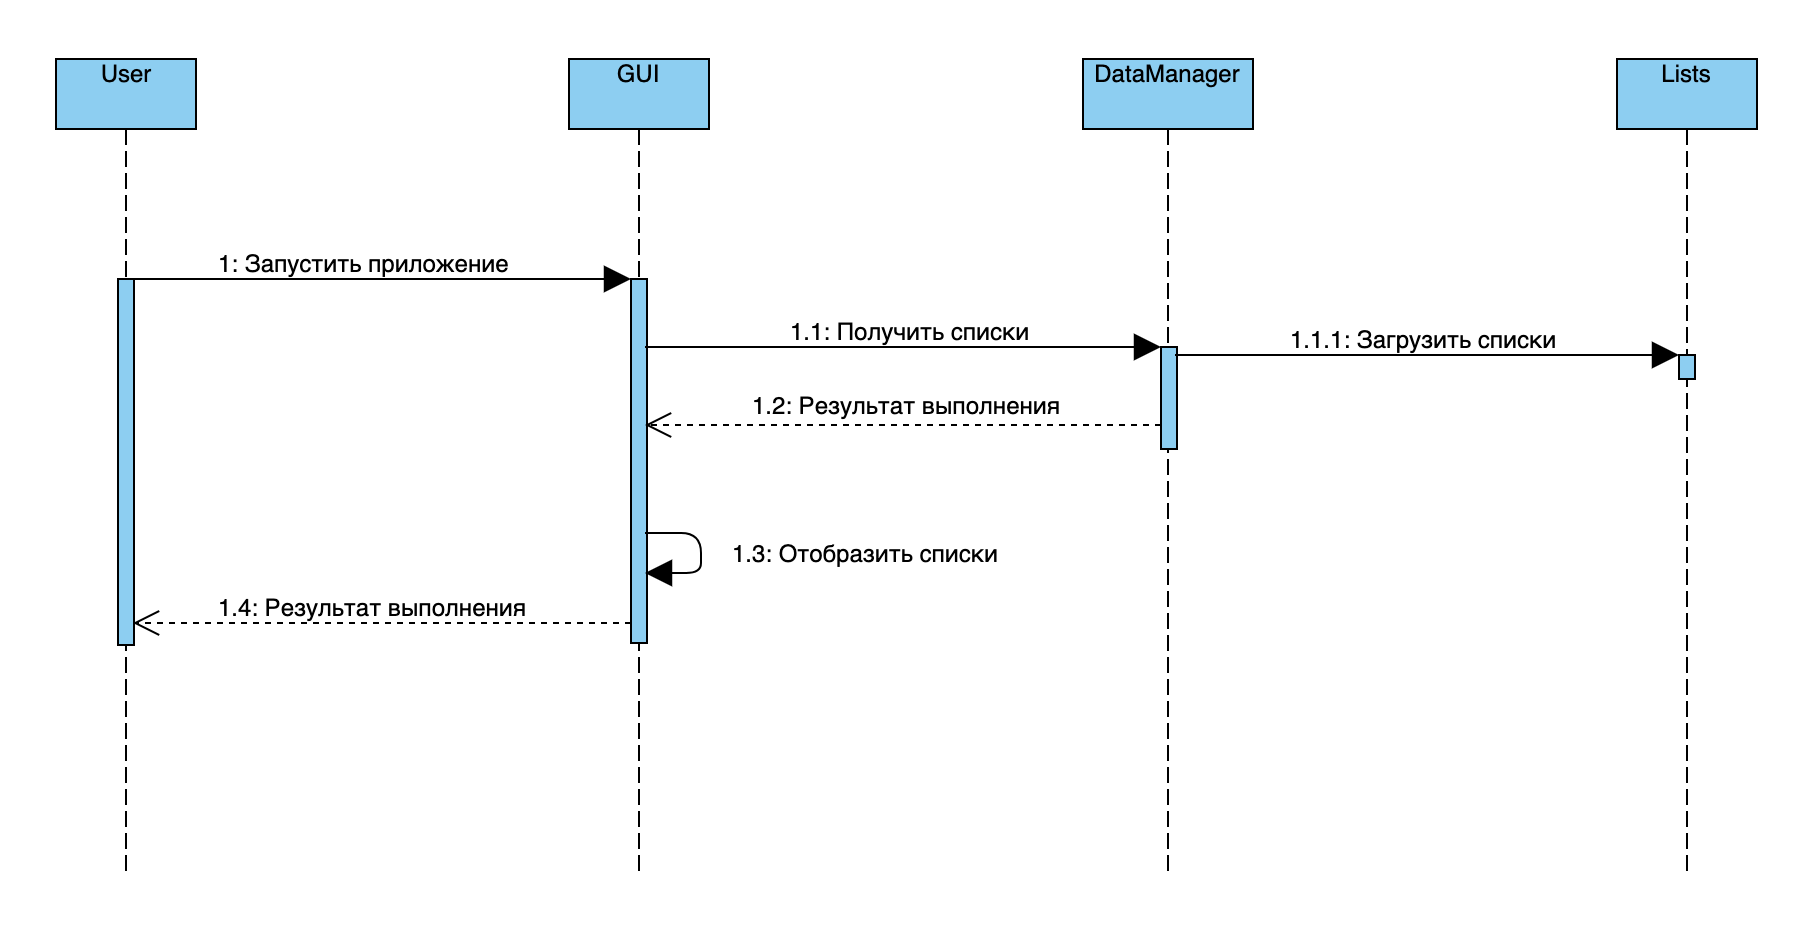 User
GUI
DataManager
Lists
1: Запустить приложение
1.1: Получить списки
1.1.1: Загрузить списки
1.2: Результат выполнения
1.3: Отобразить списки
1.4: Результат выполнения